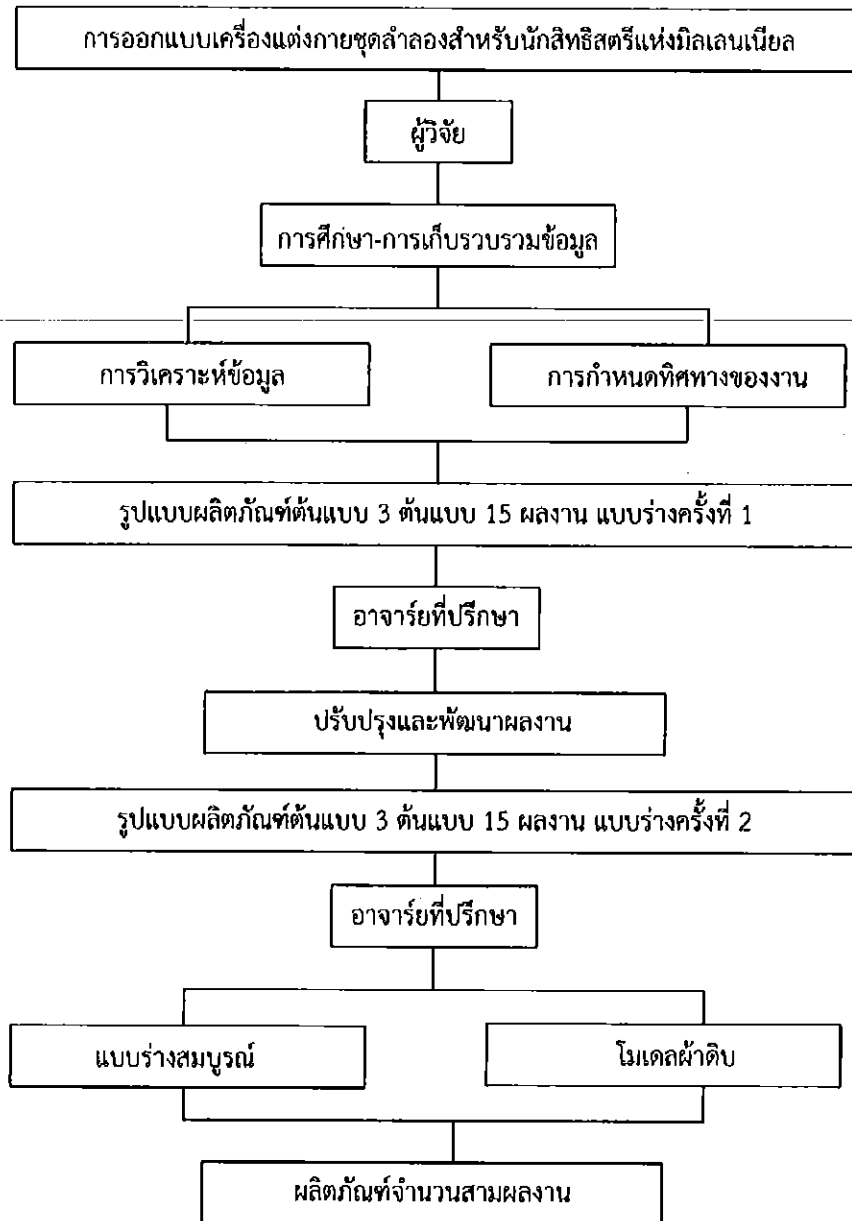 การออกแบบเครื่องแต่งกายชุดลำลองสำหรับนักสิทธิสตรีแห่งมิลเลนเนียล
ผู้วิจัย
การศึกษา-การเก็บรวบรวมข้อมูล
การวิเคราะห์ข้อมูล
การกำหนดทิศทางของงาน
รูปแบบผลิตภัณฑ์ต้นแบบ 3 ต้นแบบ 15 ผลงาน แบบร่างครั้งที่ 1
อาจาร์ยที่ปรึกษา
ปรับปรุงและพัฒนาผลงาน
รูปแบบผลิตภัณฑ์ต้นแบบ 3 ต้นแบบ 15 ผลงาน แบบร่างครั้งที่ 2
อาจาร์ยที่ปรึกษา
แบบร่างสมบูรณ์
โมเดลผ้าดิบ
ผลิตภัณฑ์จำนวนสามผลงาน